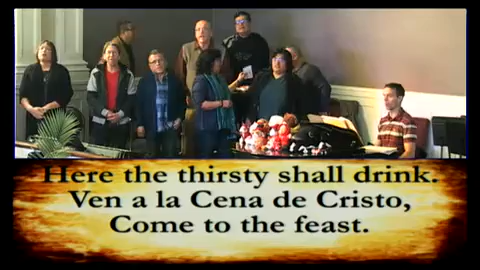 Here the thirsty shall drink.
Ven a la Cena de Cristo,
Come to the feast.